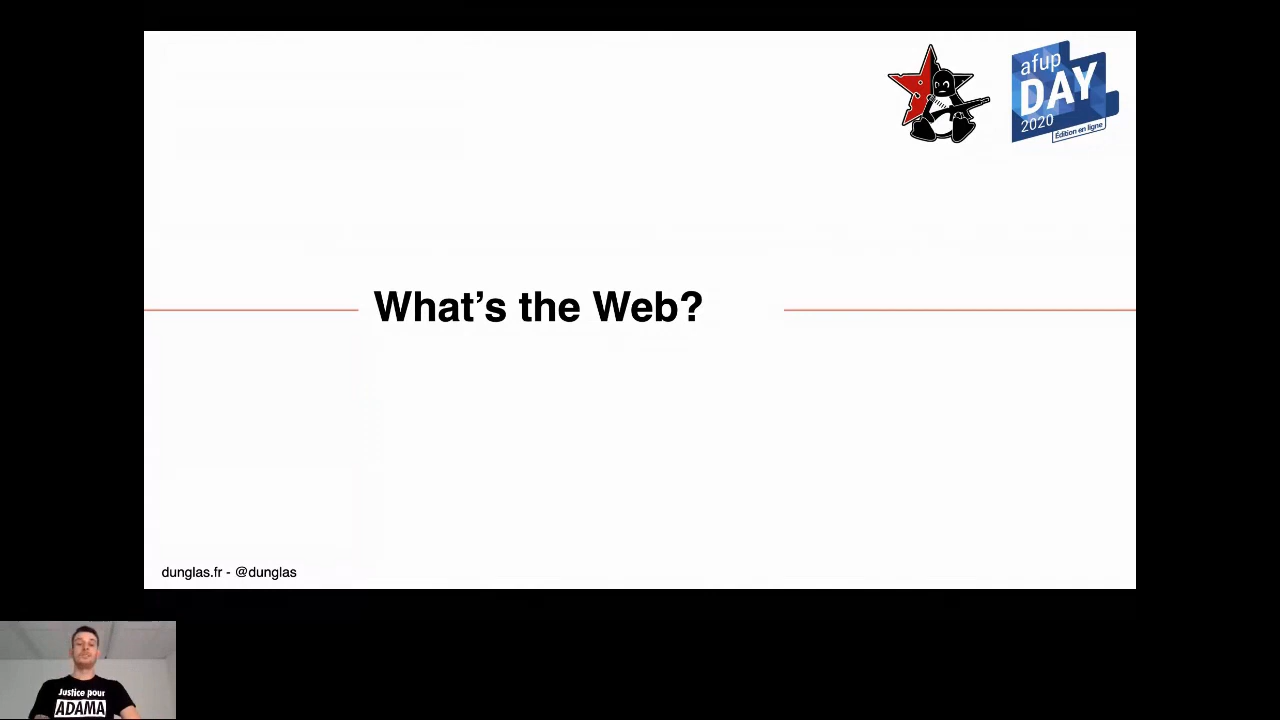 afup
DAY
2020
Édition en ligne
What's the Web?
dunglas.fr - @dunglas
Justice pour
ADAMA